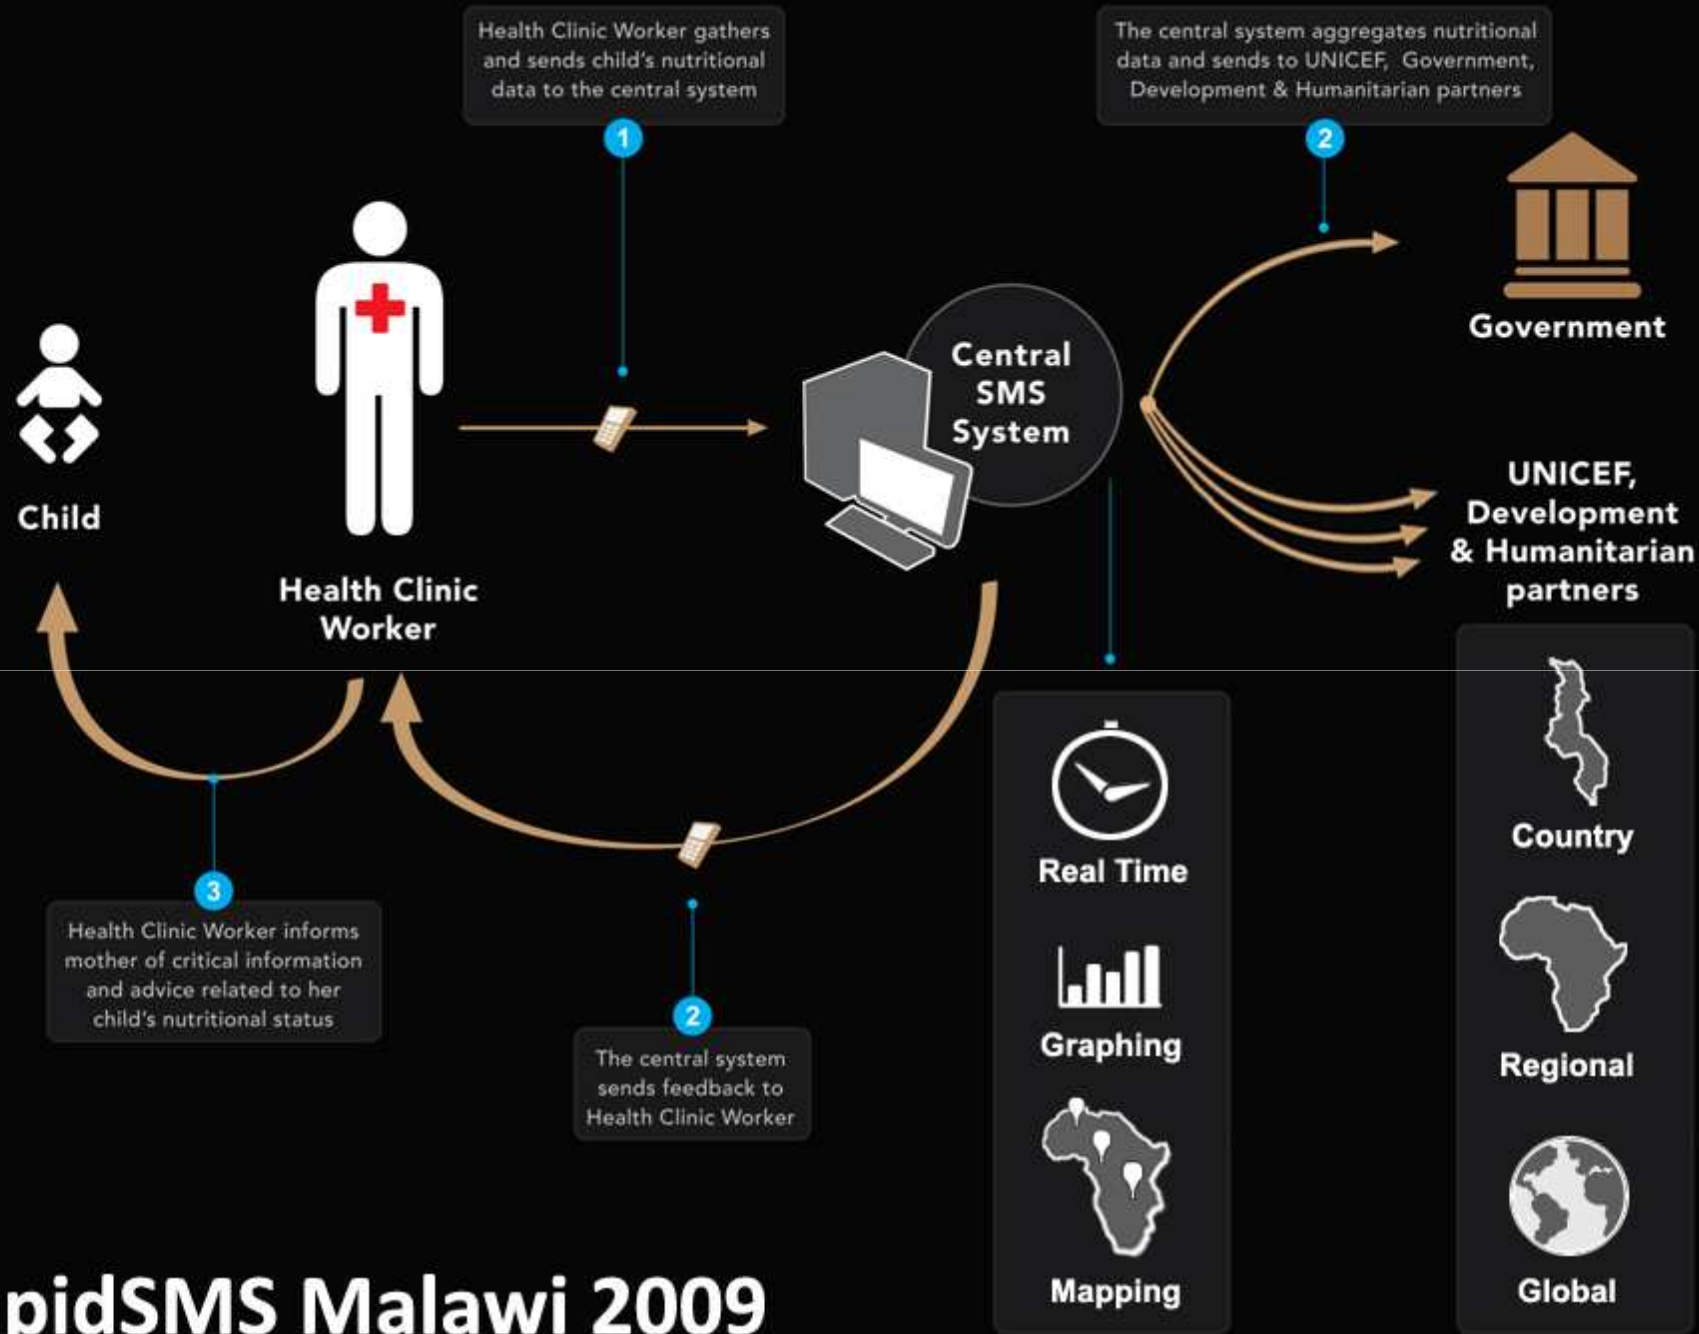 Health Clinic Worker gathers
and sends child's nutritional
data to the central system
1
The central system aggregates nutritional
data and sends to UNICEF, Government,
Development & Humanitarian partners
2
Government
Central
SMS
System
UNICEF,
Development
& Humanitarian
partners
Child
Health Clinic
Worker
3
Health Clinic Worker informs
mother of critical information
and advice related to her
child's nutritional status
2
The central system
sends feedback to
Health Clinic Worker
Real Time
Graphing
Mapping
Country
Regional
Global
pidSMS Malawi 2009